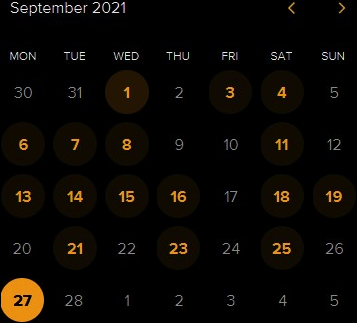 September 2021 < >
MON TUE WED THU FRI SAT SUN
30 31 1 2 3 4 5
6 7 8 9 10 11 12
13 14 15 16 17 18 19
20 21 22 23 24 25 26
27 28 1 2 3 4 5